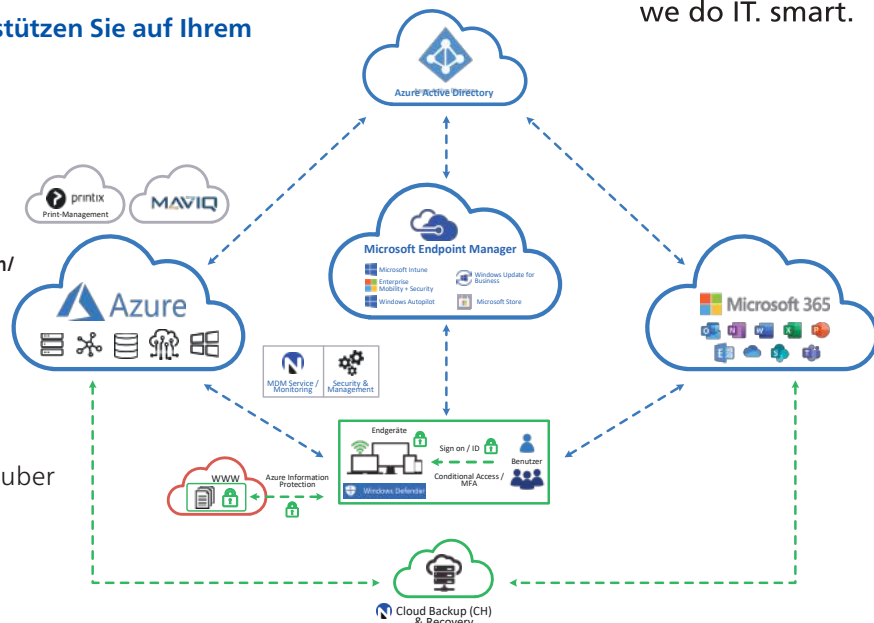 stützen Sie auf Ihrem
we do IT. smart.
Azure Active Directory
printix
Print-Management
MAVIQ
Microsoft Endpoint Manager
Microsoft Intune
Enterprise
Mobility + Security
Windows Autopilot
Windows Update for
Business
Microsoft Store
n/
Azure
Microsoft 365
N
MDM Service /
Monitoring
Security &
Management
Endgeräte
Sign on / ID
Benutzer
Conditional Access /
MFA
Windows Defender
uber
WWW
Azure Information
Protection
N Cloud Backup (CH)
& Recovery